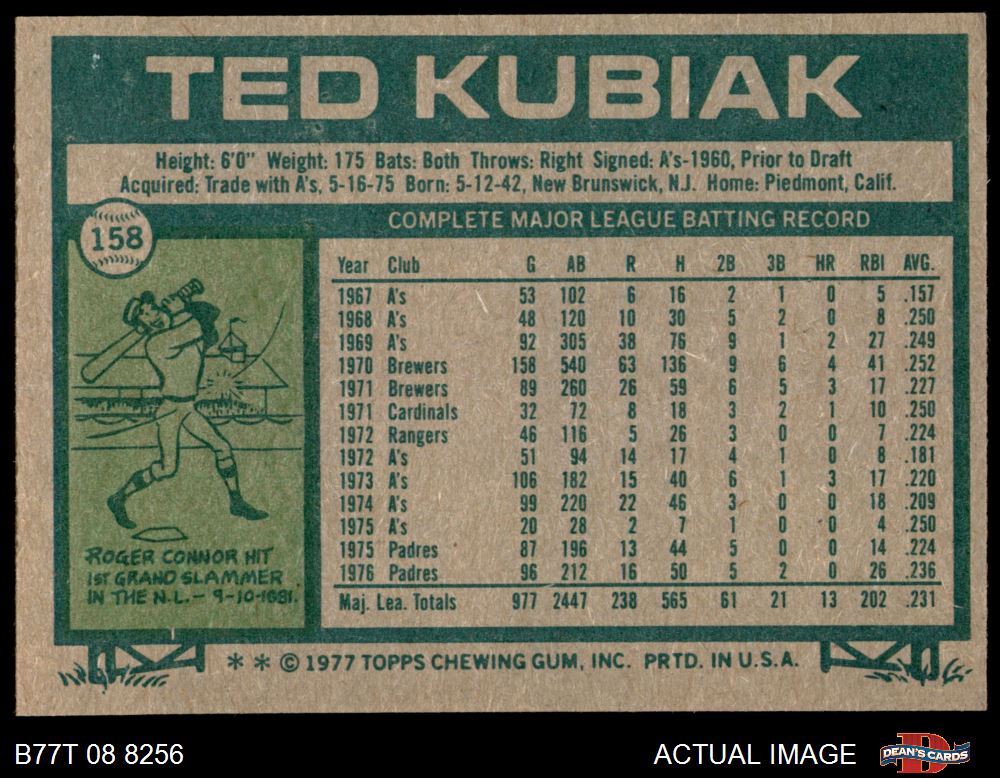 TED KUBIAK
Height: 6'0" Weight: 175 Bats: Both Throws: Right Signed: A's-1960, Prior to Draft
Acquired: Trade with A's, 5-16-75 Born: 5-12-42, New Brunswick, N.J. Home: Piedmont, Calif.
158
COMPLETE MAJOR LEAGUE BATTING RECORD
Year Club G AB R H 2B 3B HR RBI AVG.
1967 A's 53 102 6 16 2 1 0 5 .157
1968 A's 48 120 10 30 5 2 0 8 .250
1969 A's 92 305 38 76 9 1 2 27 .249
1970 Brewers 158 540 63 136 9 6 4 41 .252
1971 Brewers 89 260 26 59 6 5 3 17 .227
1971 Cardinals 32 72 8 18 3 2 1 10 .250
1972 Rangers 46 116 5 26 3 0 0 7 .224
1972 A's 51 94 14 17 4 1 0 8 .181
1973 A's 106 182 15 40 6 1 3 17 .220
1974 A's 99 220 22 46 3 0 0 18 .209
1975 A's 20 28 2 7 1 0 0 4 .250
1975 Padres 87 196 13 44 5 0 0 14 .224
1976 Padres 96 212 16 50 5 2 0 26 .236
Maj. Lea. Totals 977 2447 238 565 61 21 13 202 .231
ROGER CONNOR HIT
1ST GRAND SLAMMER
IN THE N.L. - 9-10-1881.
* * © 1977 TOPPS CHEWING GUM, INC. PRTD. IN U.S.A.
B77T 08 8256
ACTUAL IMAGE
DEAN'S CARDS